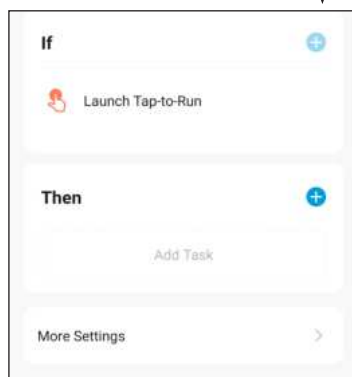 If
Launch Tap-to-Run
Then
Add Task
More Settings